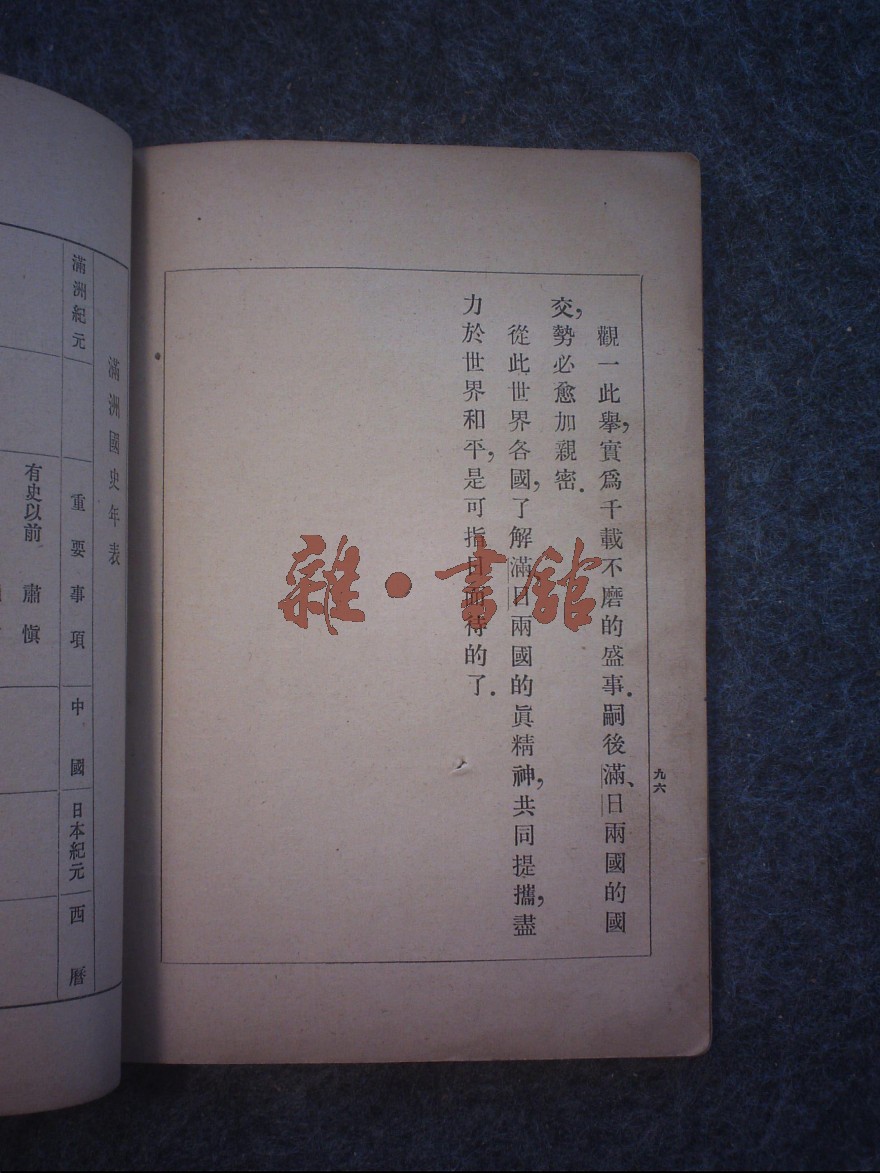 觀一此擧，實爲千載不磨的盛事．嗣後滿、日兩國的國
交，勢必愈加親密．
從此世界各國，了解滿、日兩國的眞精神，共同提攜，盡
力於世界和平，是可指日而待的了．
九六
滿洲國史年表
滿洲紀元
重要事項
中國
日本紀元
西曆
有史以前 肅愼
雜·書館